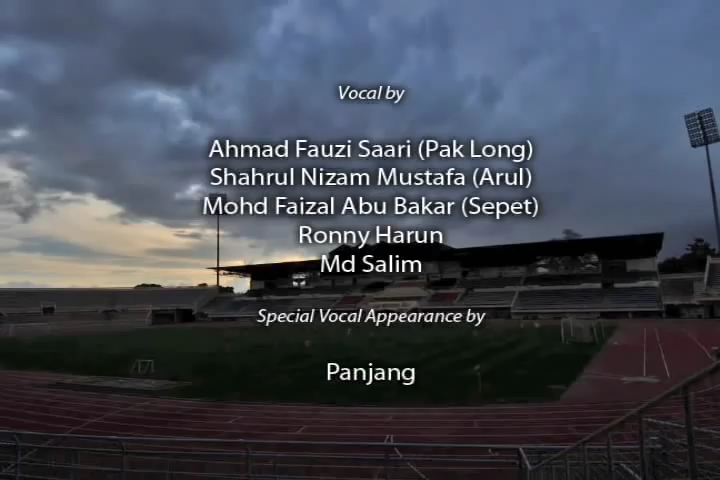 Vocal by
Ahmad Fauzi Saari (Pak Long)
Shahrul Nizam Mustafa (Arul)
Mohd Faizal Abu Bakar (Sepet)
Ronny Harun
Md Salim
Special Vocal Appearance by
Panjang